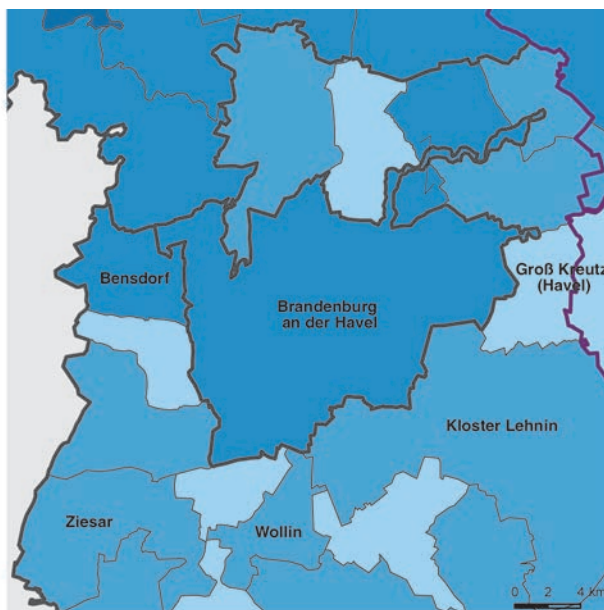 Bensdorf
Groß Kreutz
(Havel)
Brandenburg
an der Havel
Kloster Lehnin
Ziesar
Wollin
0 2 4 km